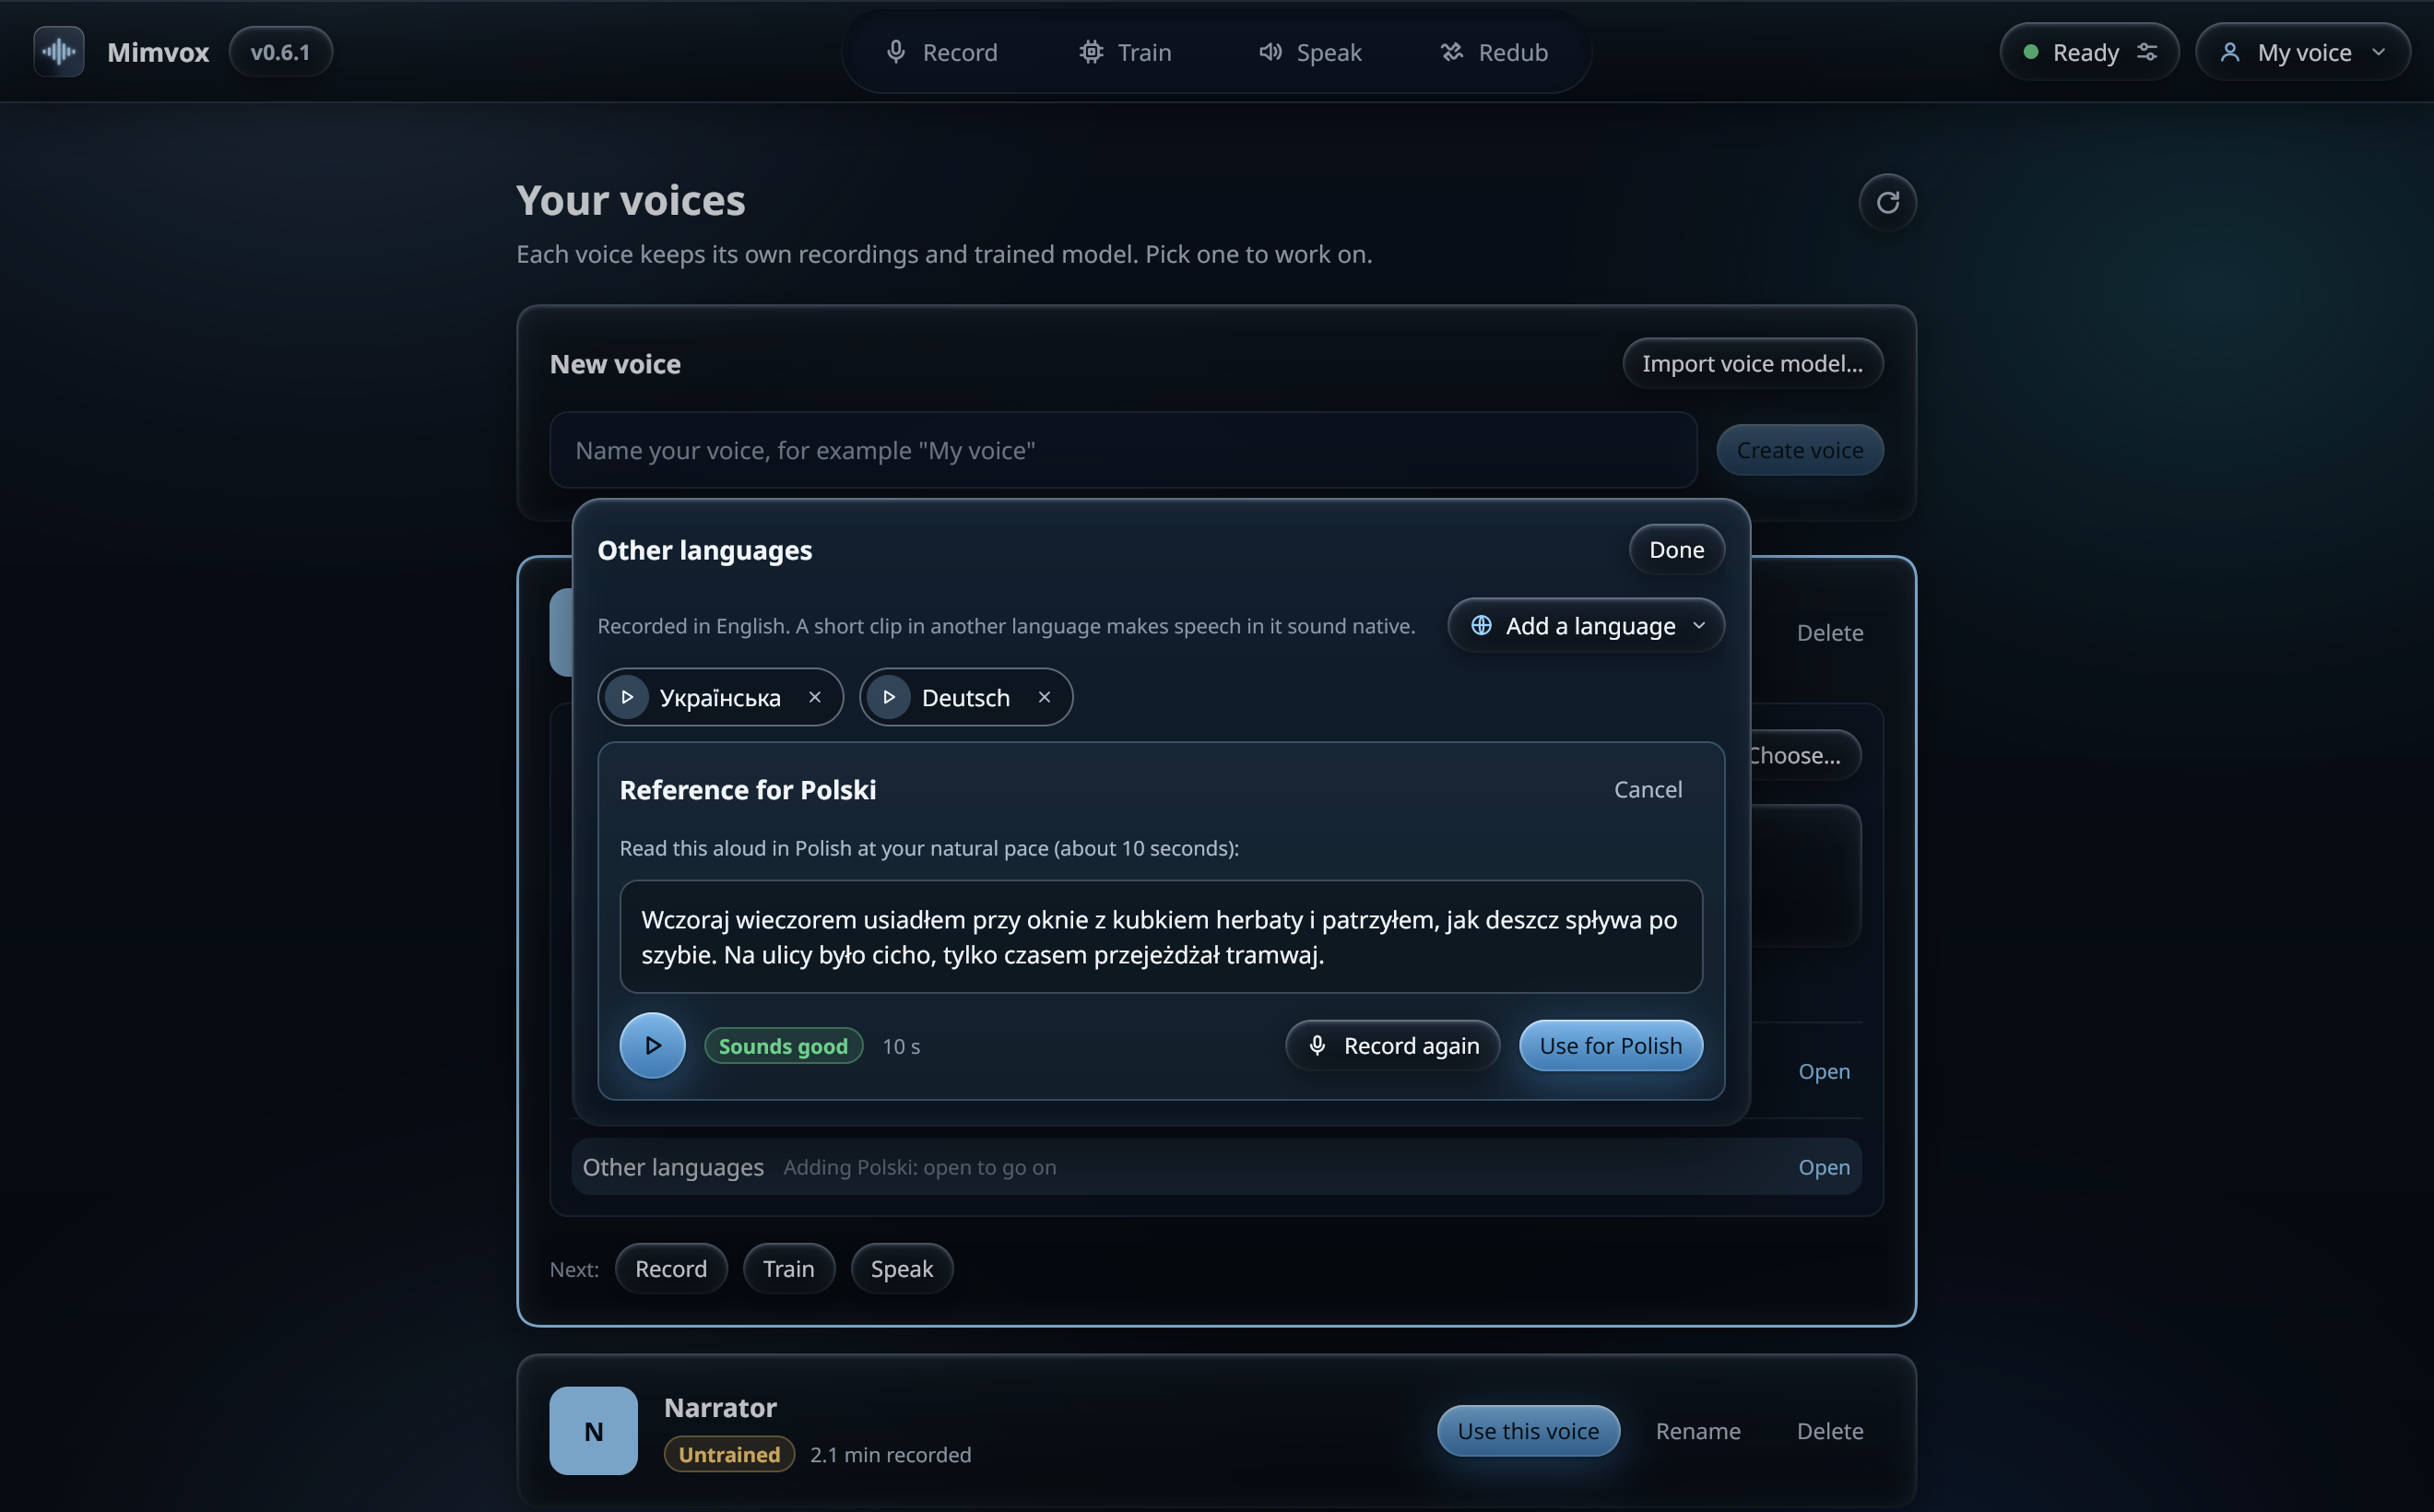 Mimvox
v0.6.1
Record
Train
Speak
Redub
Ready
My voice
Your voices
Each voice keeps its own recordings and trained model. Pick one to work on.
New voice
Import voice model...
Name your voice, for example "My voice"
Create voice
Other languages
Done
Recorded in English. A short clip in another language makes speech in it sound native.
Add a language
Delete
Українська
Deutsch
Choose...
Reference for Polski
Cancel
Read this aloud in Polish at your natural pace (about 10 seconds):
Wczoraj wieczorem usiadłem przy oknie z kubkiem herbaty i patrzyłem, jak deszcz spływa po
szybie. Na ulicy było cicho, tylko czasem przejeżdżał tramwaj.
Sounds good
10 s
Record again
Use for Polish
Open
Other languages
Adding Polski: open to go on
Open
Next:
Record
Train
Speak
N
Narrator
Untrained
2.1 min recorded
Use this voice
Rename
Delete